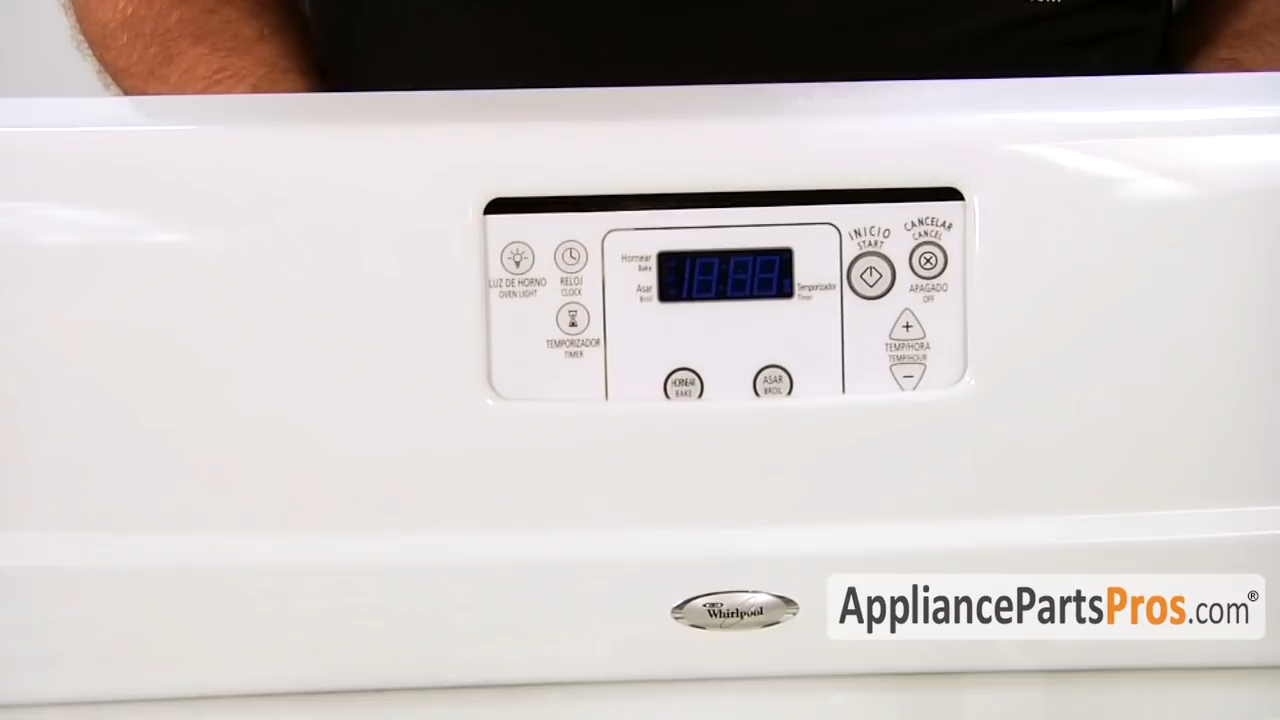 LUZ DE HORNO
OVEN LIGHT
RELOJ
CLOCK
TEMPORIZADOR
TIMER
Hornear
Bake
Asar
Broil
18:88
Temporizador
Timer
HORNEAR
BAKE
ASAR
BROIL
INICIO
START
CANCELAR
CANCEL
APAGADO
OFF
+
TEMP/HORA
TEMP/HOUR
−
Whirlpool
AppliancePartsPros.com®